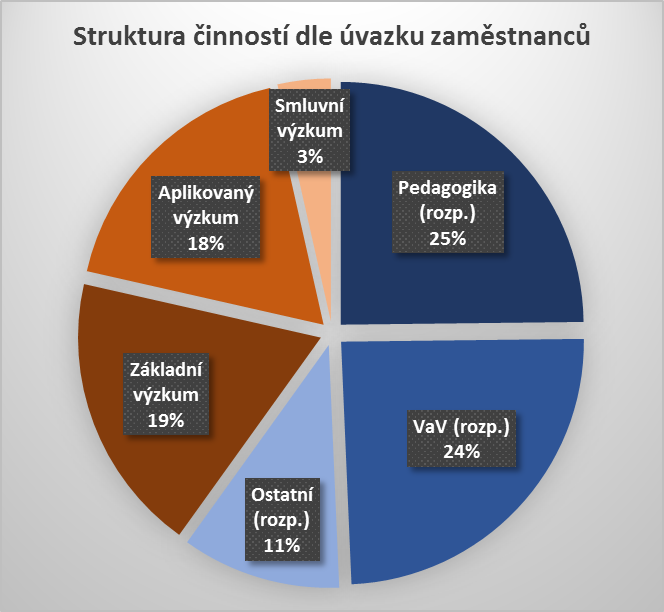 Struktura činností dle úvazku zaměstnanců
Smluvní
výzkum
3%
Pedagogika
(rozp.)
25%
Aplikovaný
výzkum
18%
Základní
výzkum
19%
VaV (rozp.)
24%
Ostatní
(rozp.)
11%